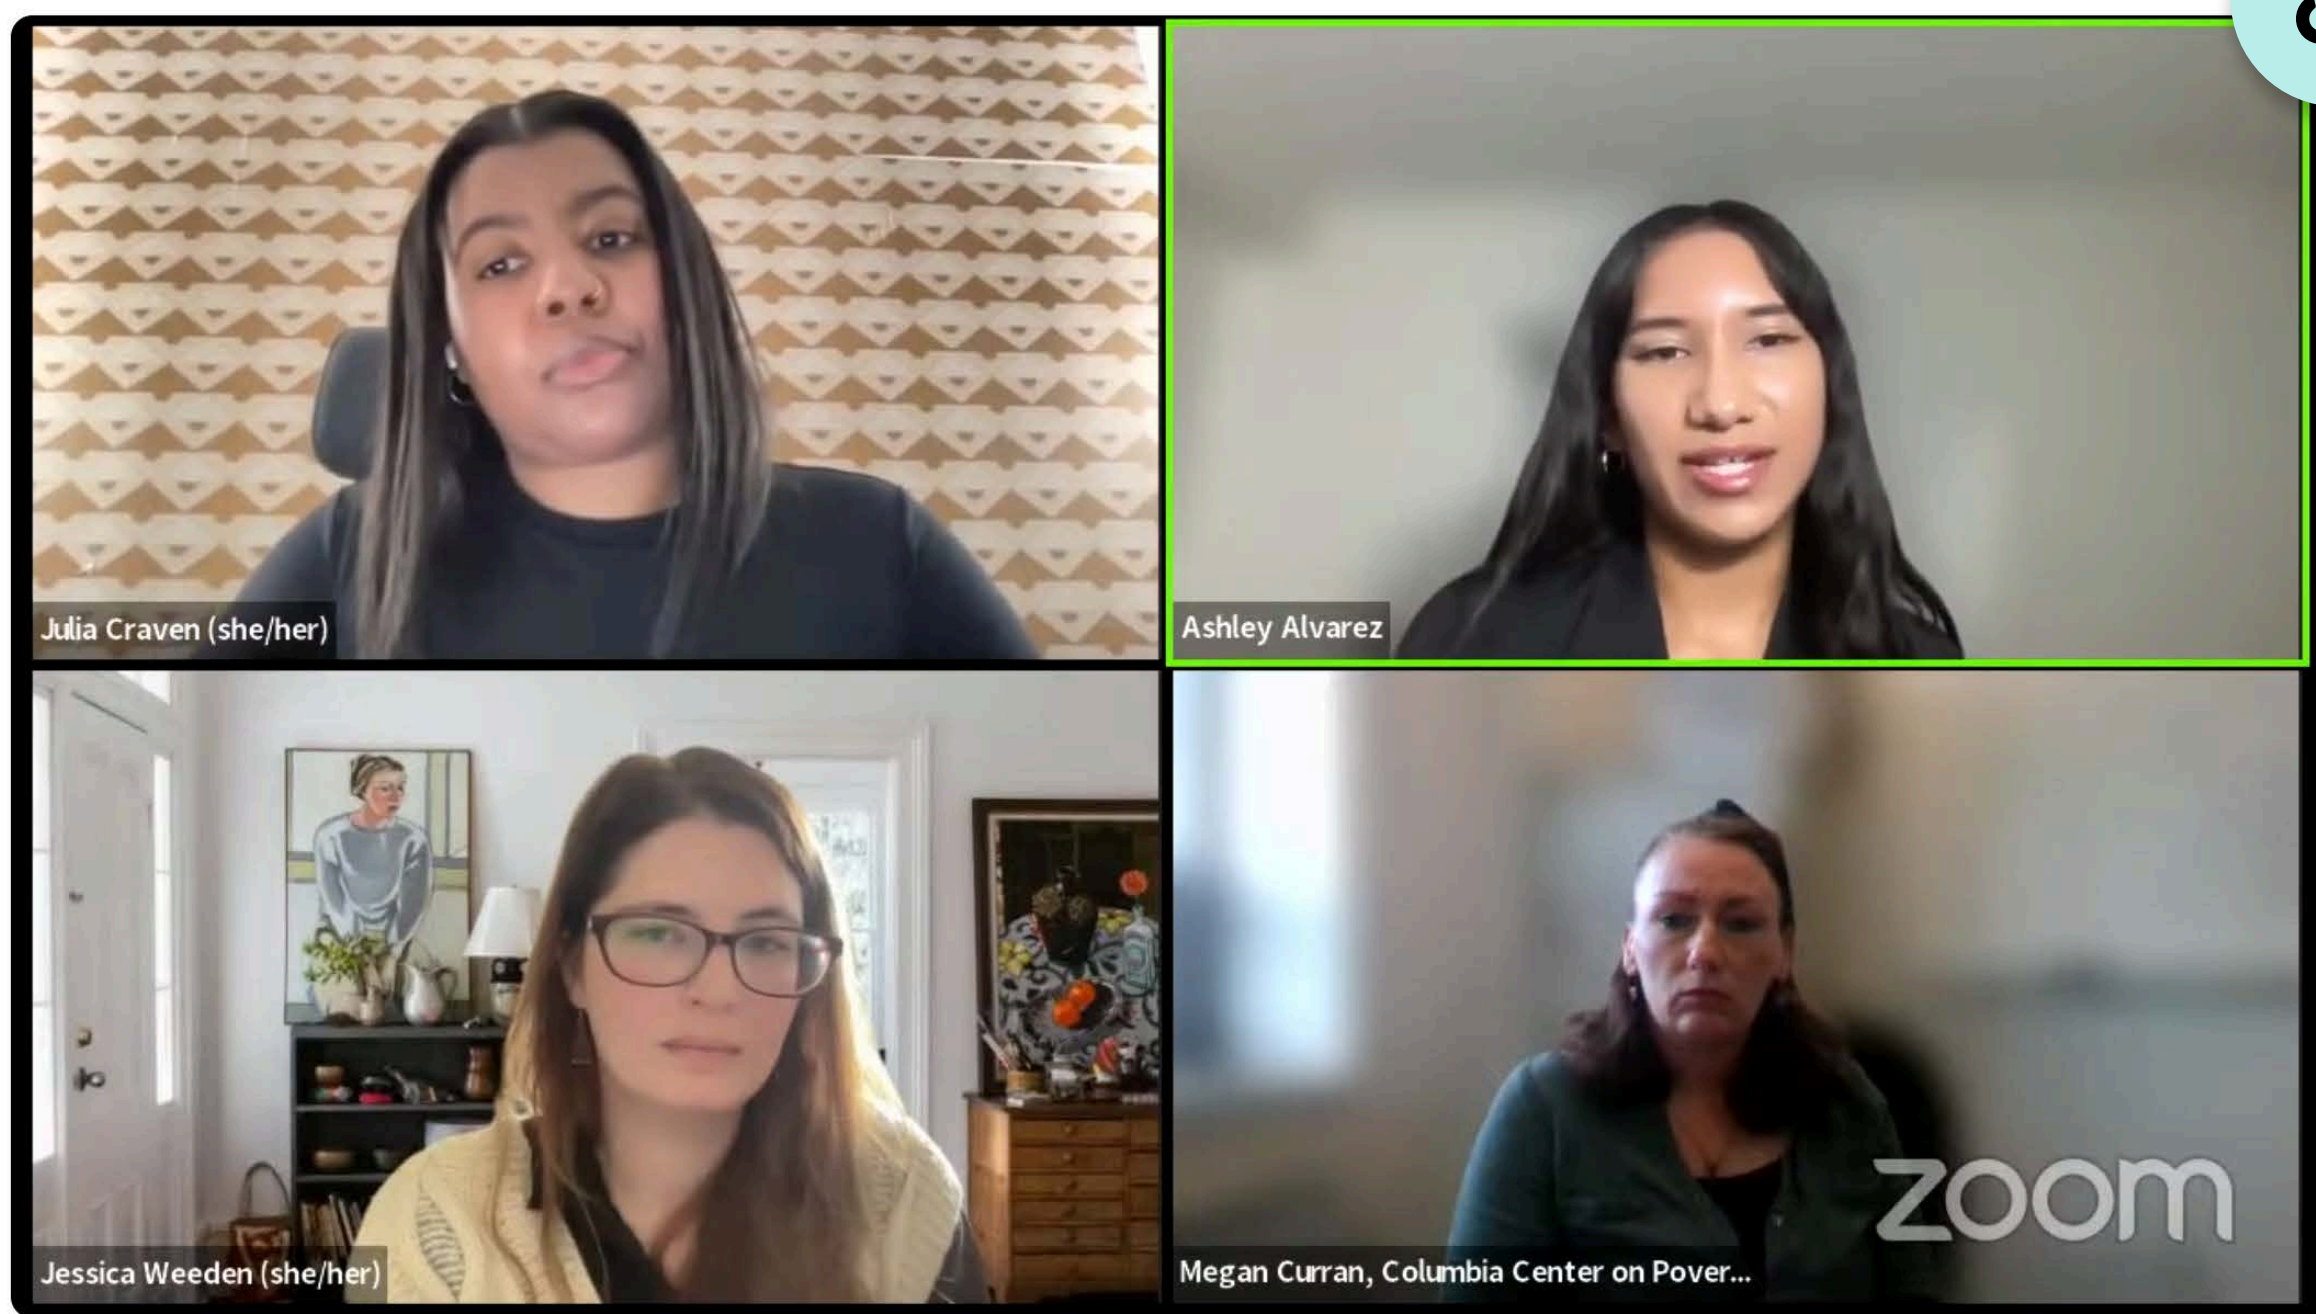 Julia Craven (she/her)
Ashley Alvarez
Jessica Weeden (she/her)
Megan Curran, Columbia Center on Pover...
zoom